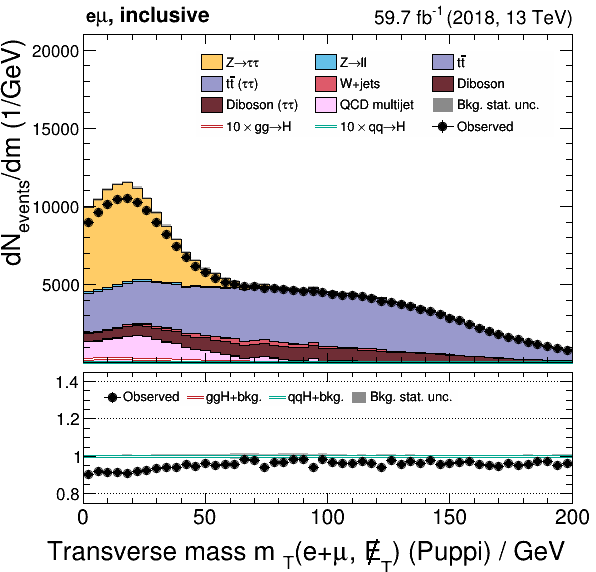 eμ, inclusive 59.7 fb⁻¹ (2018, 13 TeV)
dN_events/dm (1/GeV)
20000
15000
10000
5000
Z→ττ Z→ll tt̄
tt̄ (ττ) W+jets Diboson
Diboson (ττ) QCD multijet Bkg. stat. unc.
10 × gg→H 10 × qq→H Observed
1.4
1.2
1
0.8
Observed ggH+bkg. qqH+bkg. Bkg. stat. unc.
0 50 100 150 200
Transverse mass m_T(e+μ, E̸_T) (Puppi) / GeV